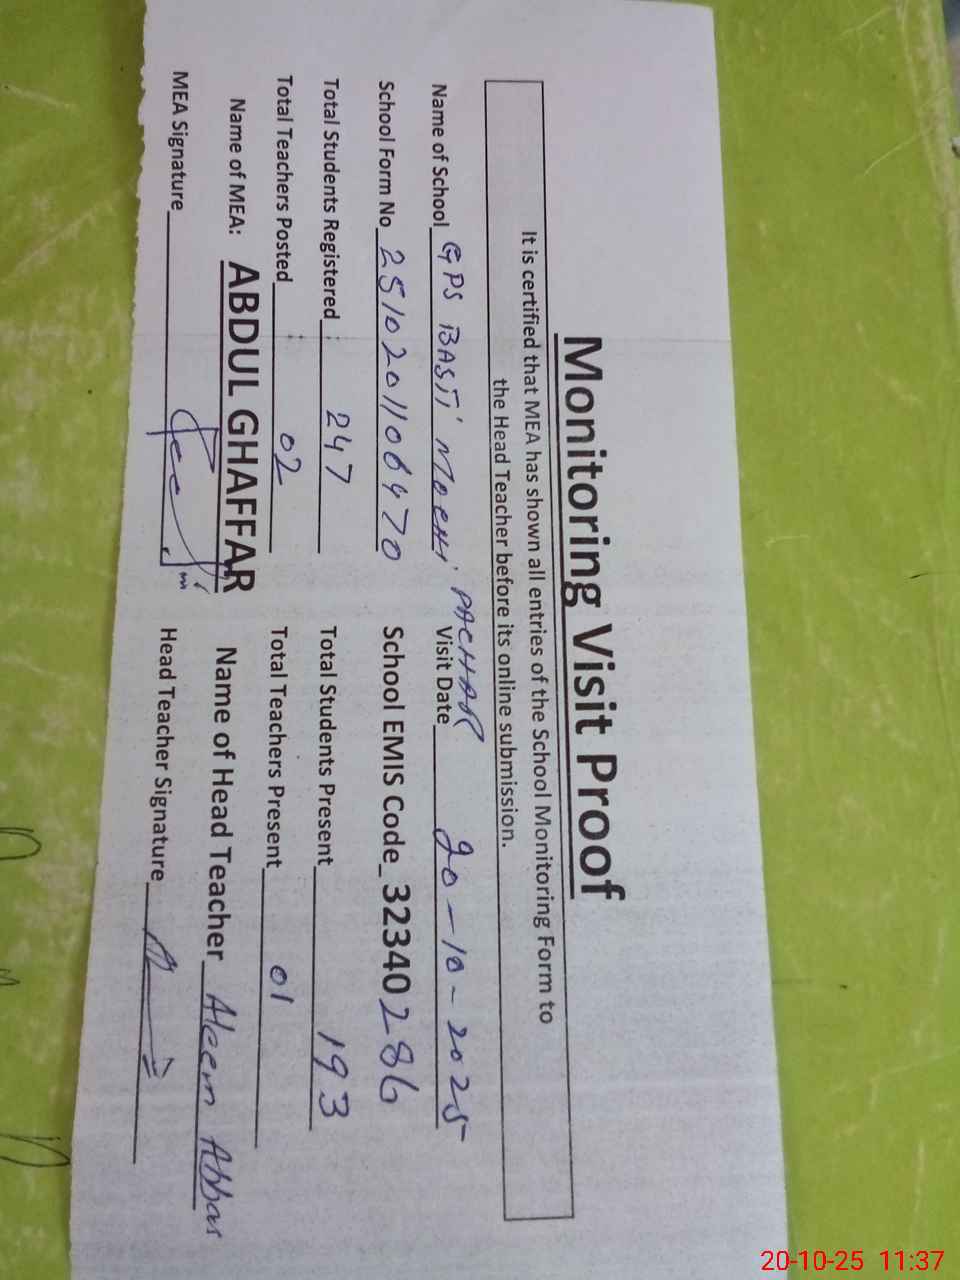 Monitoring Visit Proof
It is certified that MEA has shown all entries of the School Monitoring Form to
the Head Teacher before its online submission.
Name of School GPS BASTI MOCHI PACHAR Visit Date 20-10-2025
School Form No 2510201106470 School EMIS Code 32340286
Total Students Registered 247 Total Students Present 193
Total Teachers Posted 02 Total Teachers Present 01
Name of MEA: ABDUL GHAFFAR Name of Head Teacher Aleem Abbas
MEA Signature Head Teacher Signature
20-10-25 11:37